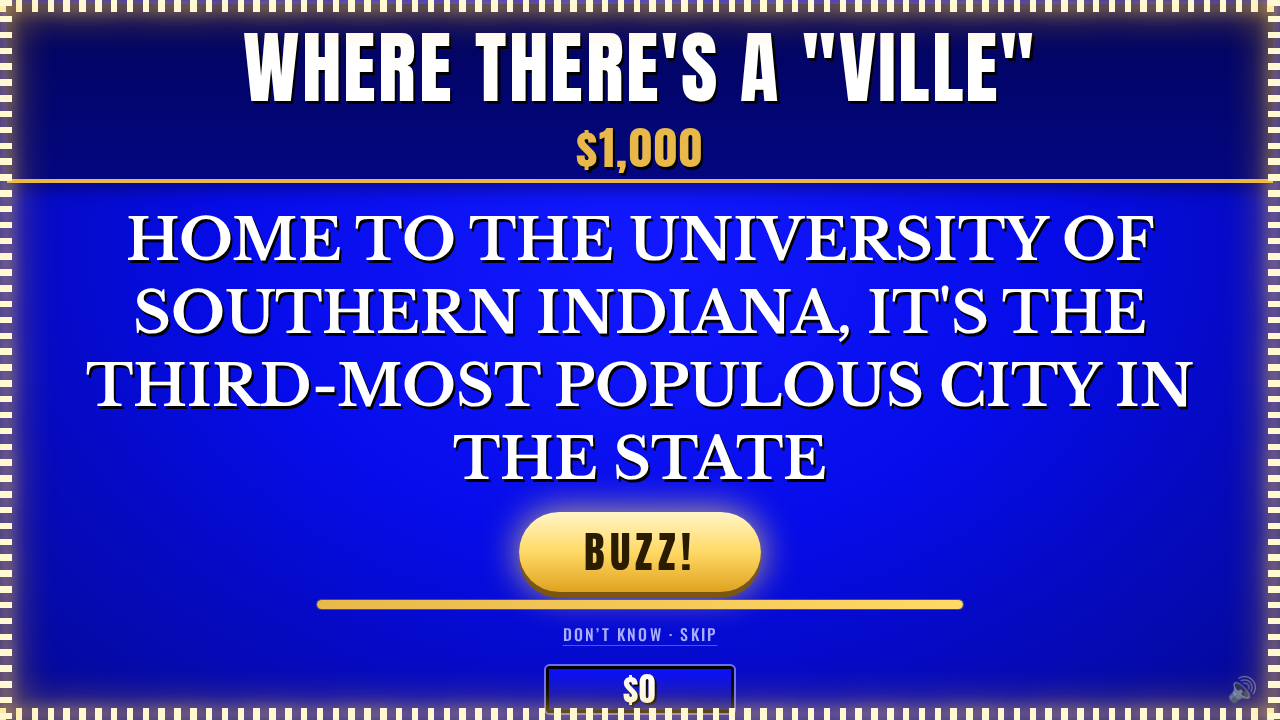 WHERE THERE'S A "VILLE"
$1,000
HOME TO THE UNIVERSITY OF
SOUTHERN INDIANA, IT'S THE
THIRD-MOST POPULOUS CITY IN
THE STATE
BUZZ!
DON'T KNOW · SKIP
$0